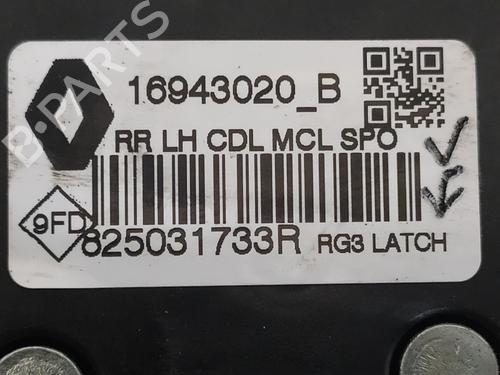 B-PARTS
16943020_B
RR LH CDL MCL SPO
9FD
825031733R RG3 LATCH